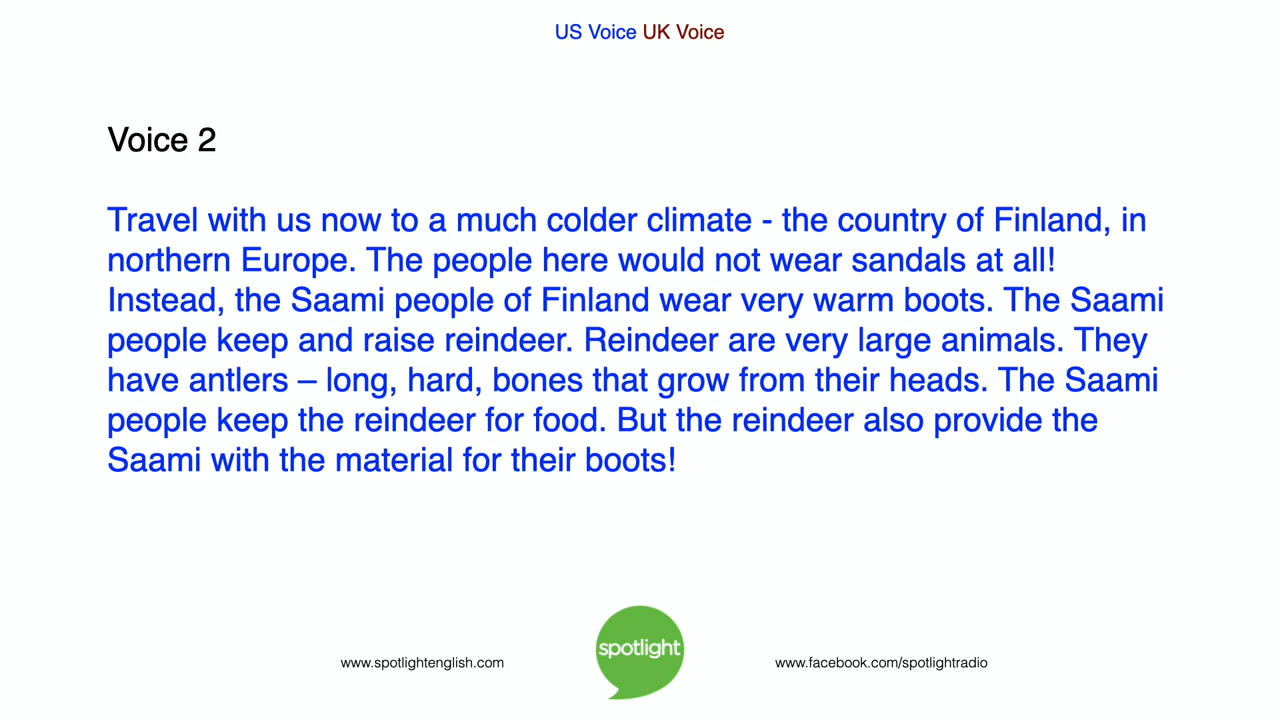 US Voice UK Voice
Voice 2
Travel with us now to a much colder climate - the country of Finland, in
northern Europe. The people here would not wear sandals at all!
Instead, the Saami people of Finland wear very warm boots. The Saami
people keep and raise reindeer. Reindeer are very large animals. They
have antlers – long, hard, bones that grow from their heads. The Saami
people keep the reindeer for food. But the reindeer also provide the
Saami with the material for their boots!
spotlight
www.spotlightenglish.com
www.facebook.com/spotlightradio